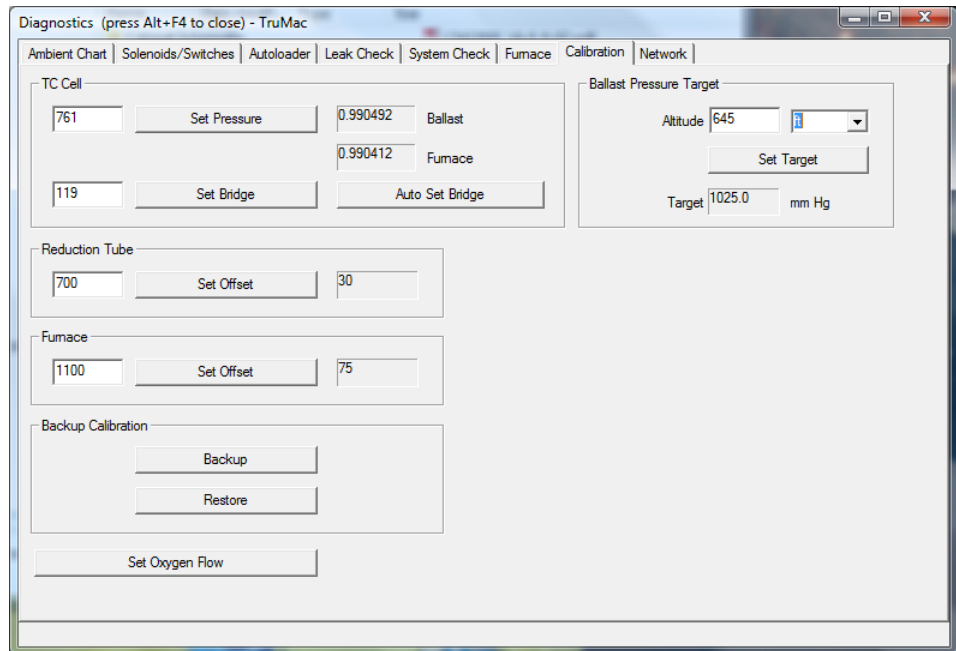 Diagnostics (press Alt+F4 to close) - TruMac
Ambient Chart Solenoids/Switches Autoloader Leak Check System Check Furnace Calibration Network
TC Cell
761 Set Pressure 0.990492 Ballast
0.990412 Furnace
119 Set Bridge Auto Set Bridge
Ballast Pressure Target
Altitude 645 ft
Set Target
Target 1025.0 mm Hg
Reduction Tube
700 Set Offset 30
Furnace
1100 Set Offset 75
Backup Calibration
Backup
Restore
Set Oxygen Flow